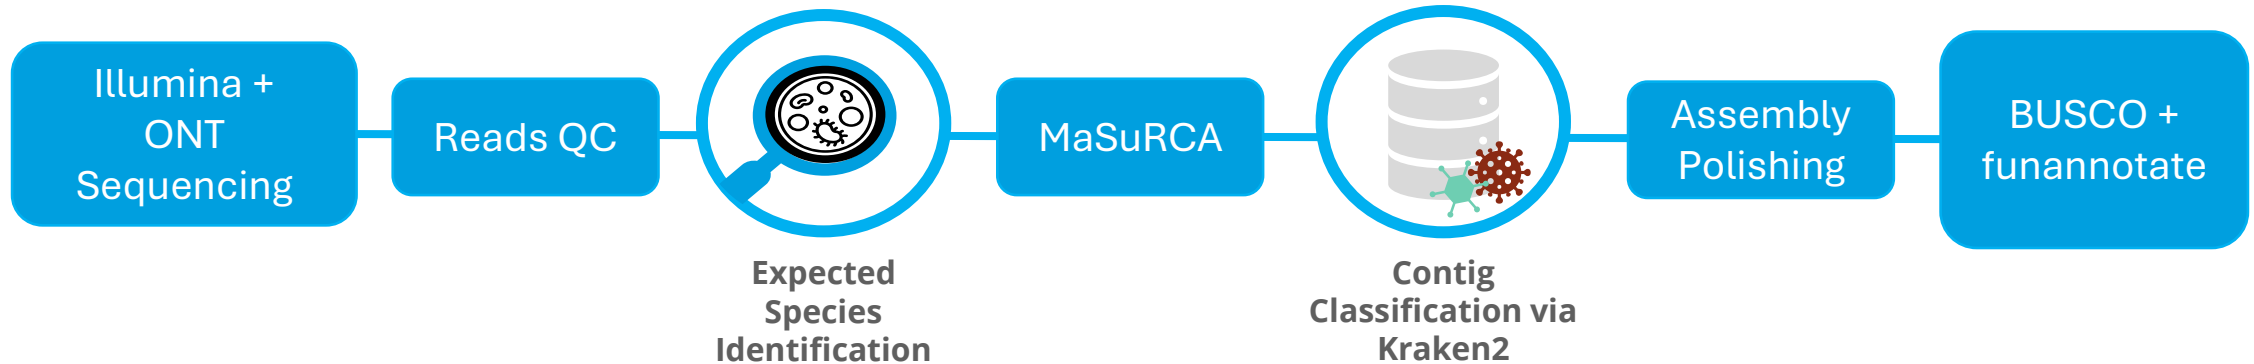 Illumina +
ONT
Sequencing
Reads QC
Expected
Species
Identification
MaSuRCA
Contig
Classification via
Kraken2
Assembly
Polishing
BUSCO +
funannotate